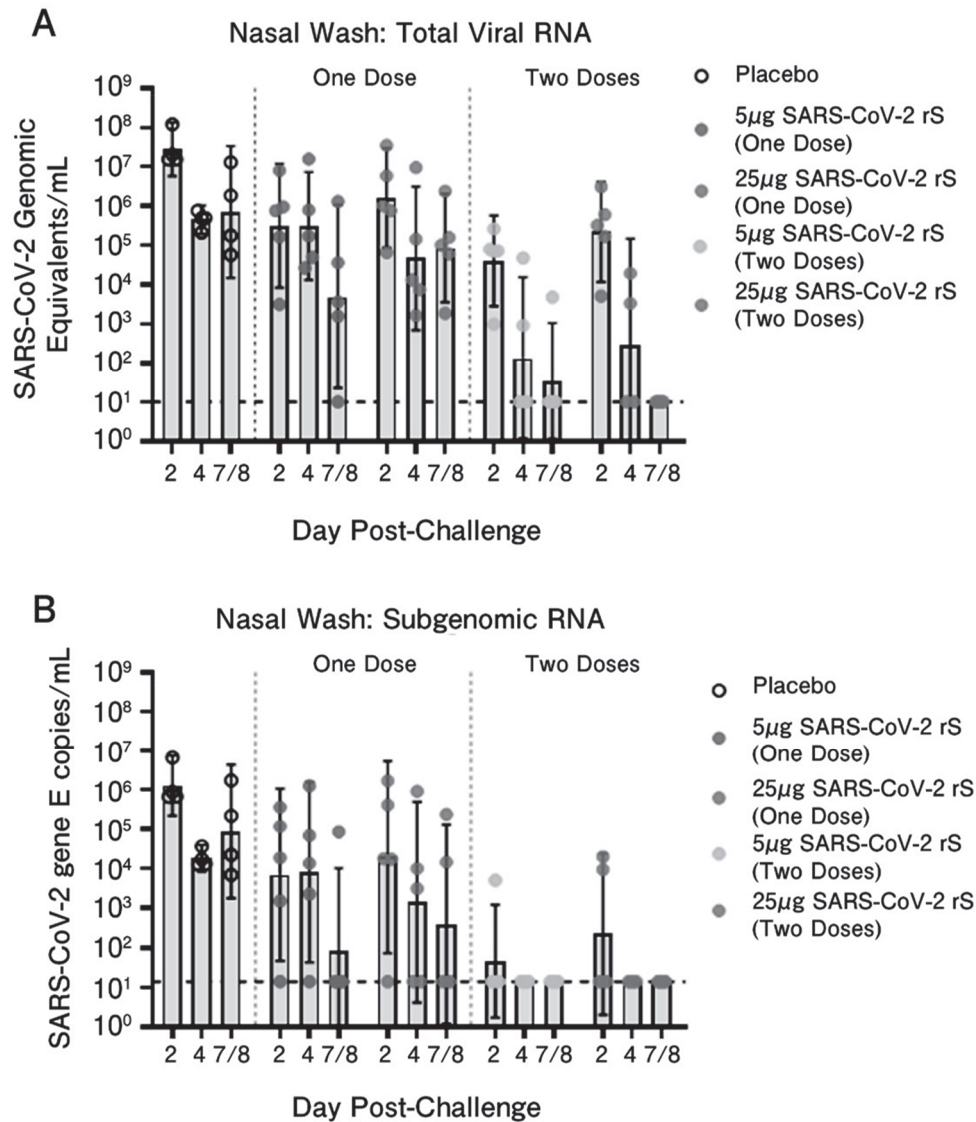 A
Nasal Wash: Total Viral RNA
One Dose
Two Doses
SARS-CoV-2 Genomic
Equivalents/mL
10⁹
10⁸
10⁷
10⁶
10⁵
10⁴
10³
10²
10¹
10⁰
2 4 7/8 2 4 7/8 2 4 7/8 2 4 7/8 2 4 7/8
Day Post-Challenge
Placebo
5µg SARS-CoV-2 rS
(One Dose)
25µg SARS-CoV-2 rS
(One Dose)
5µg SARS-CoV-2 rS
(Two Doses)
25µg SARS-CoV-2 rS
(Two Doses)
B
Nasal Wash: Subgenomic RNA
One Dose
Two Doses
SARS-CoV-2 gene E copies/mL
10⁹
10⁸
10⁷
10⁶
10⁵
10⁴
10³
10²
10¹
10⁰
2 4 7/8 2 4 7/8 2 4 7/8 2 4 7/8 2 4 7/8
Day Post-Challenge
Placebo
5µg SARS-CoV-2 rS
(One Dose)
25µg SARS-CoV-2 rS
(One Dose)
5µg SARS-CoV-2 rS
(Two Doses)
25µg SARS-CoV-2 rS
(Two Doses)